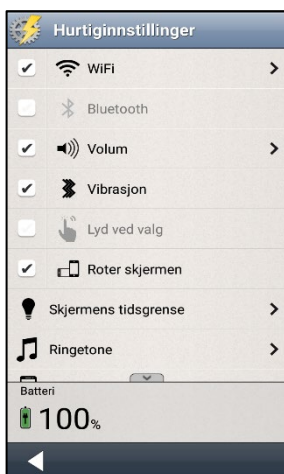 Hurtiginnstillinger
WiFi
Bluetooth
Volum
Vibrasjon
Lyd ved valg
Roter skjermen
Skjermens tidsgrense
Ringetone
Batteri
100%